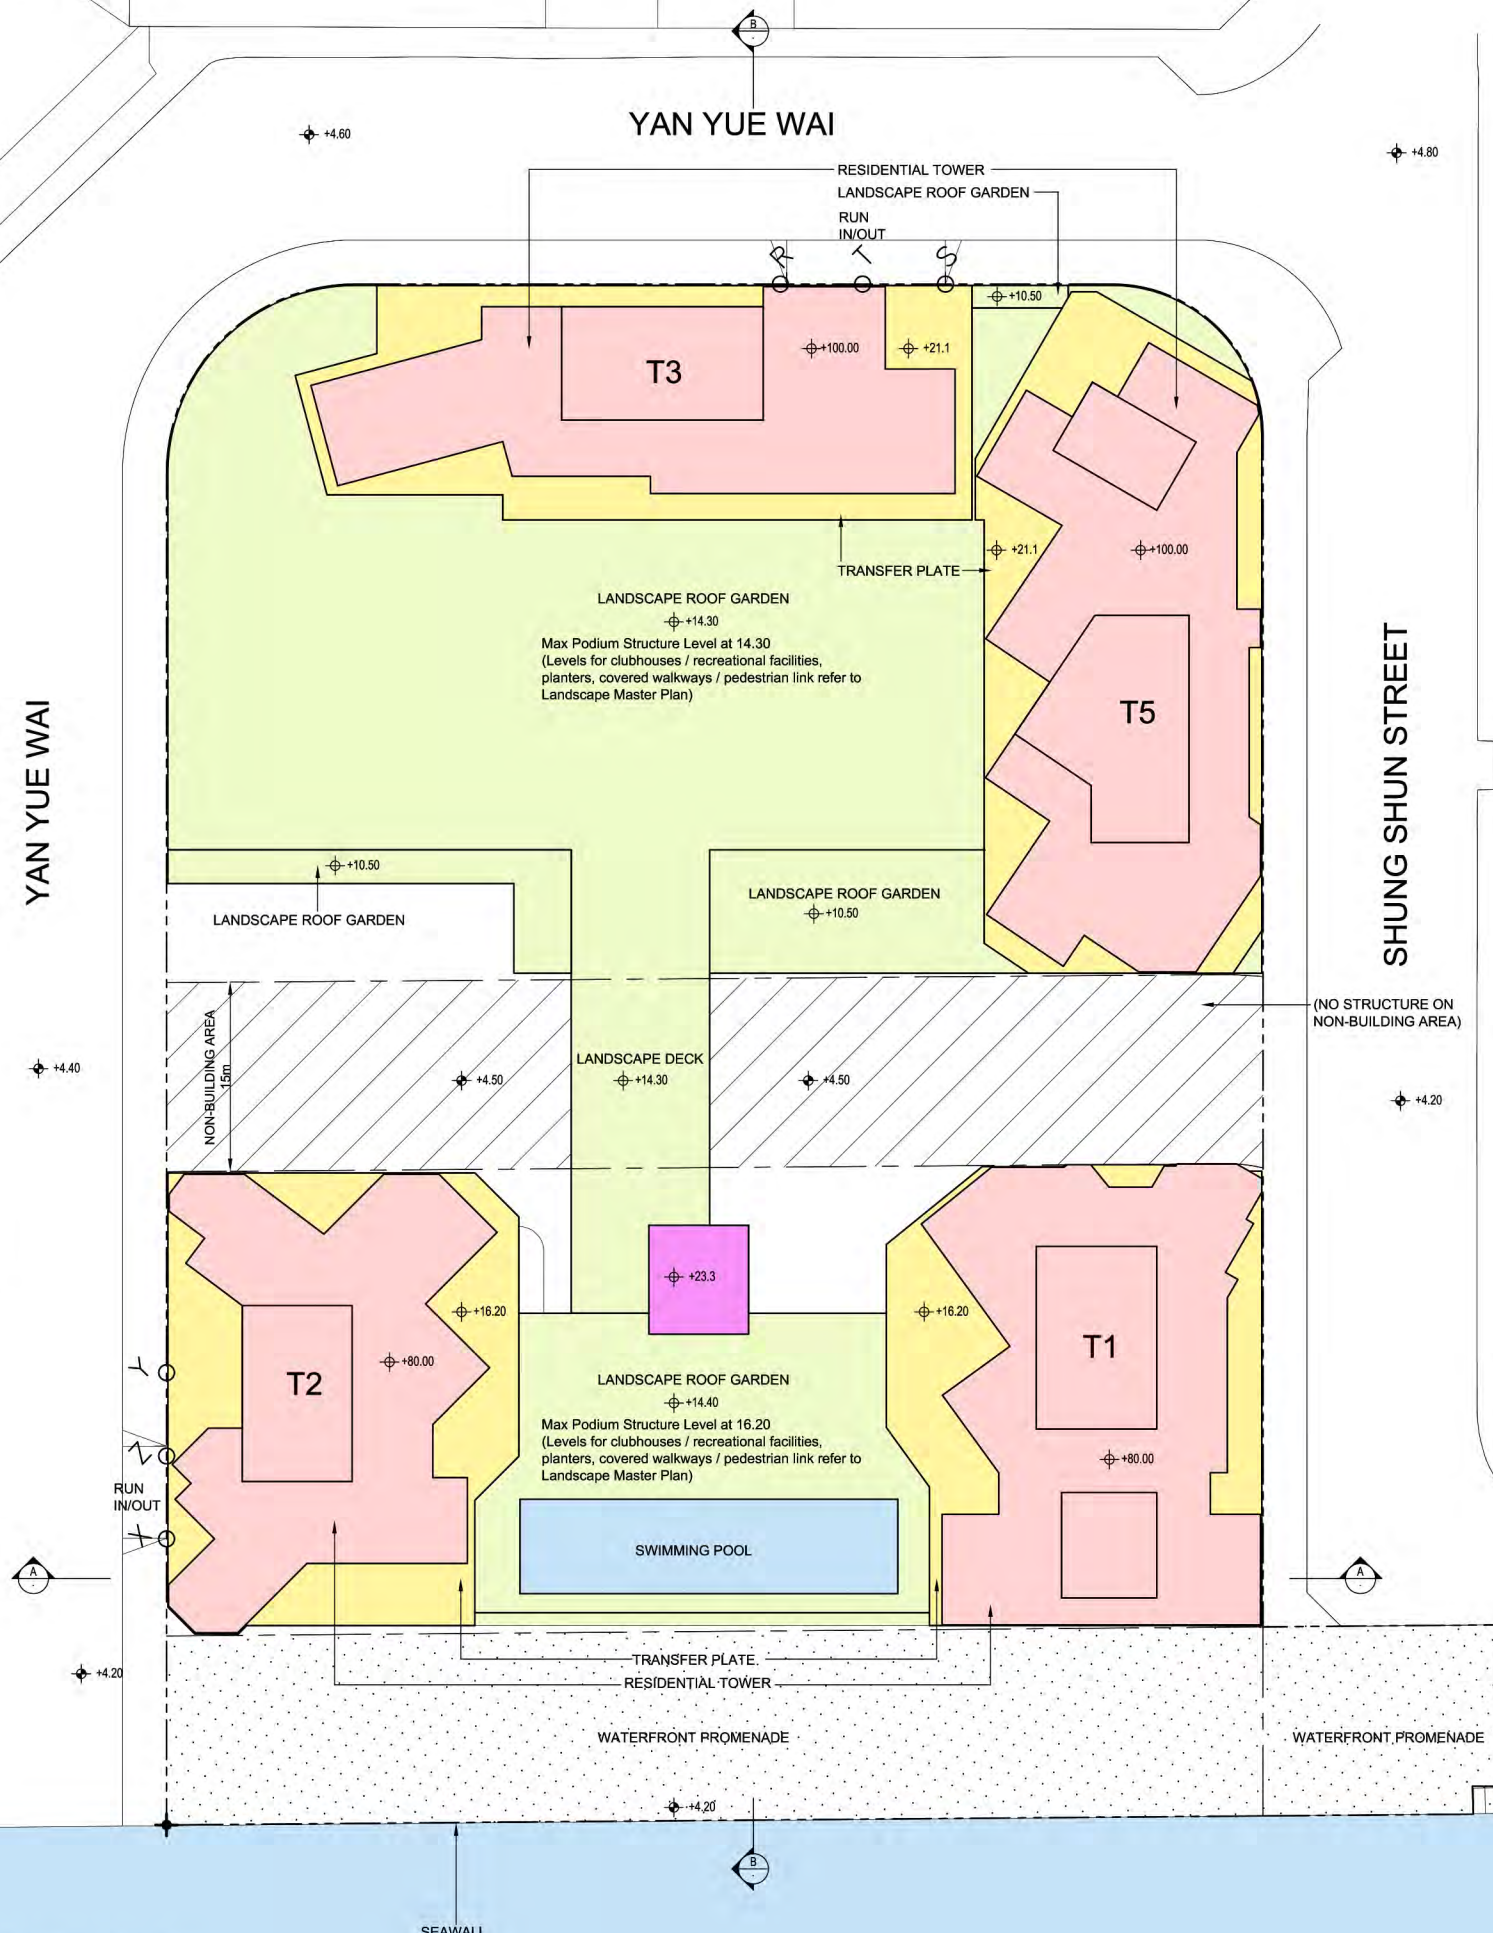 B
YAN YUE WAI
+4.60
+4.80
RESIDENTIAL TOWER
LANDSCAPE ROOF GARDEN
RUN
IN/OUT
R
T
S
+10.50
T3
+100.00
+21.1
+21.1
+100.00
TRANSFER PLATE
LANDSCAPE ROOF GARDEN
+14.30
Max Podium Structure Level at 14.30
(Levels for clubhouses / recreational facilities,
planters, covered walkways / pedestrian link refer to
Landscape Master Plan)
T5
YAN YUE WAI
SHUNG SHUN STREET
+10.50
LANDSCAPE ROOF GARDEN
LANDSCAPE ROOF GARDEN
+10.50
(NO STRUCTURE ON
NON-BUILDING AREA)
NON-BUILDING AREA
15m
LANDSCAPE DECK
+14.30
+4.50
+4.50
+4.40
+4.20
+23.3
+16.20
+16.20
T2
+80.00
T1
Y
Z
X
RUN
IN/OUT
LANDSCAPE ROOF GARDEN
+14.40
Max Podium Structure Level at 16.20
(Levels for clubhouses / recreational facilities,
planters, covered walkways / pedestrian link refer to
Landscape Master Plan)
+80.00
SWIMMING POOL
A
A
TRANSFER PLATE
RESIDENTIAL TOWER
+4.20
WATERFRONT PROMENADE
WATERFRONT PROMENADE
+4.20
B
SEAWALL